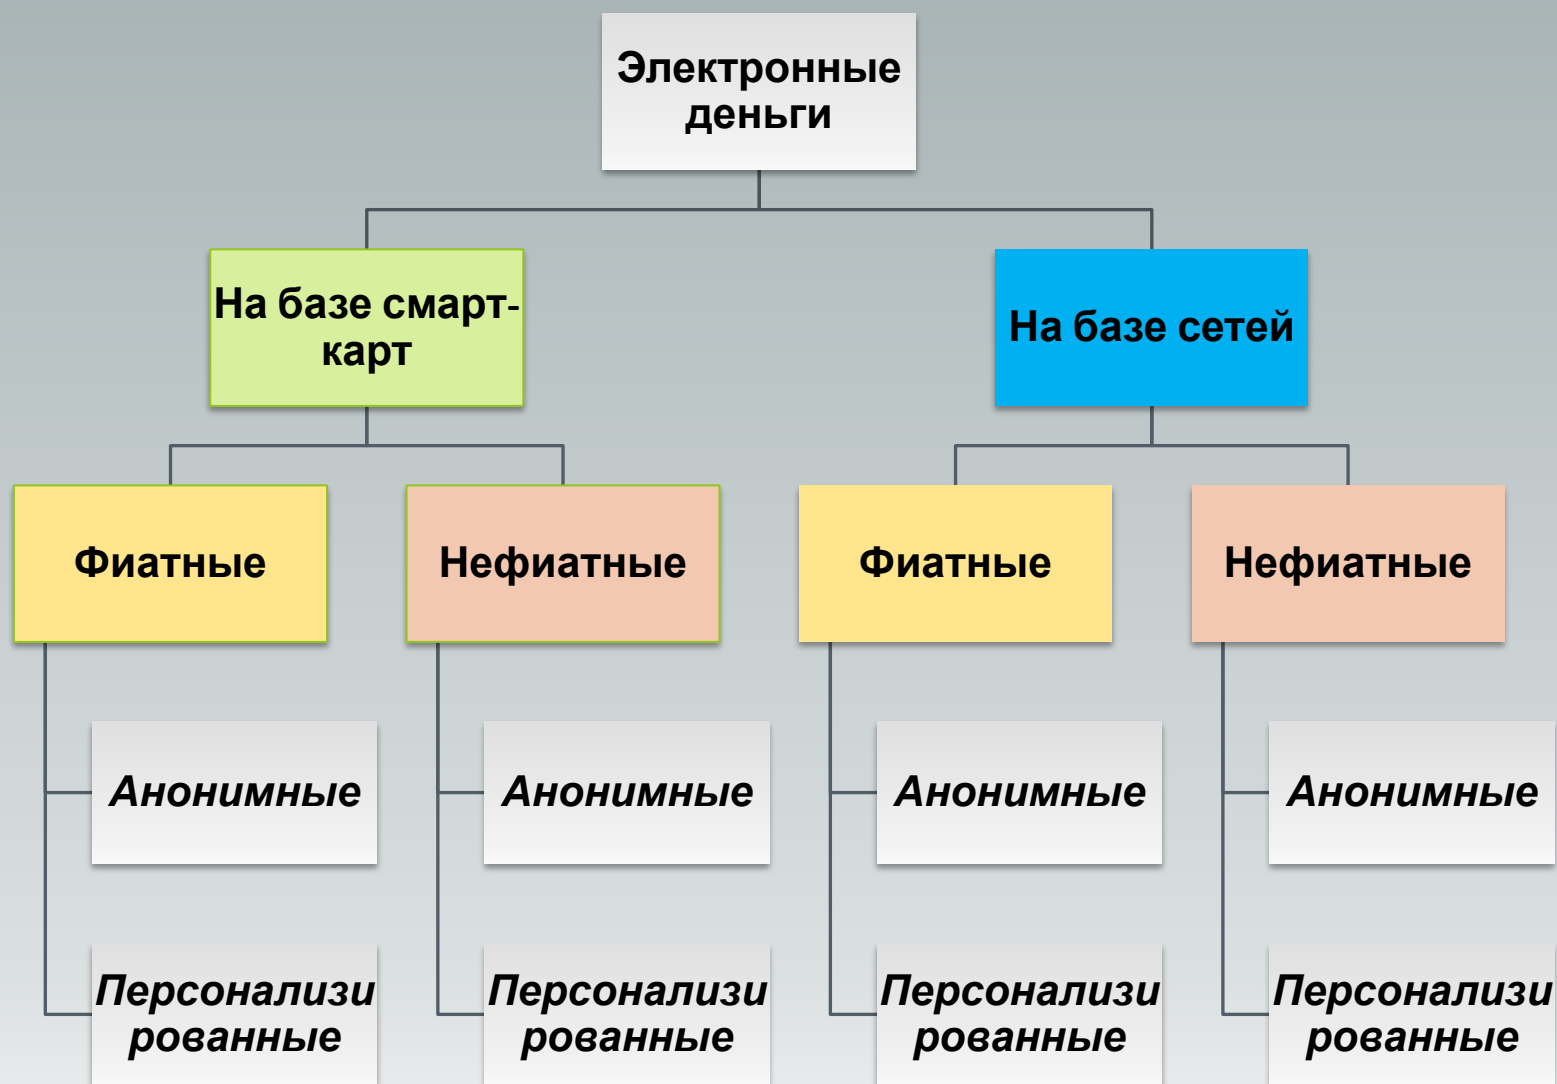 Электронные
деньги
На базе смарт-
карт
На базе сетей
Фиатные
Нефиатные
Фиатные
Нефиатные
Анонимные
Анонимные
Анонимные
Анонимные
Персонализи
рованные
Персонализи
рованные
Персонализи
рованные
Персонализи
рованные